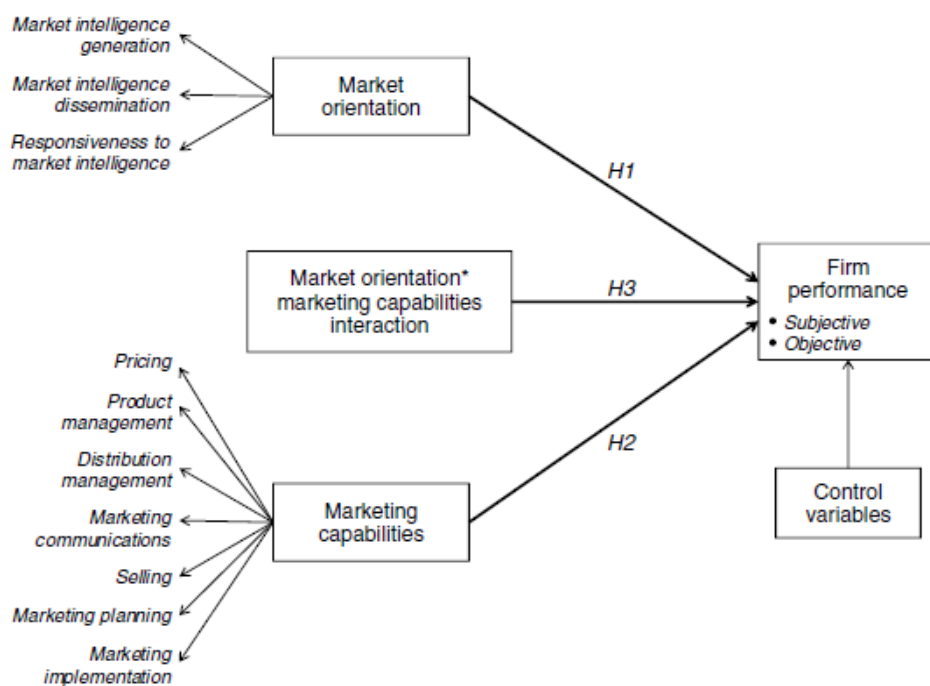 Market intelligence
generation
Market intelligence
dissemination
Responsiveness to
market intelligence
Market
orientation
H1
Market orientation*
marketing capabilities
interaction
H3
Firm
performance
• Subjective
• Objective
Pricing
Product
management
Distribution
management
Marketing
communications
Selling
Marketing planning
Marketing
implementation
Marketing
capabilities
H2
Control
variables